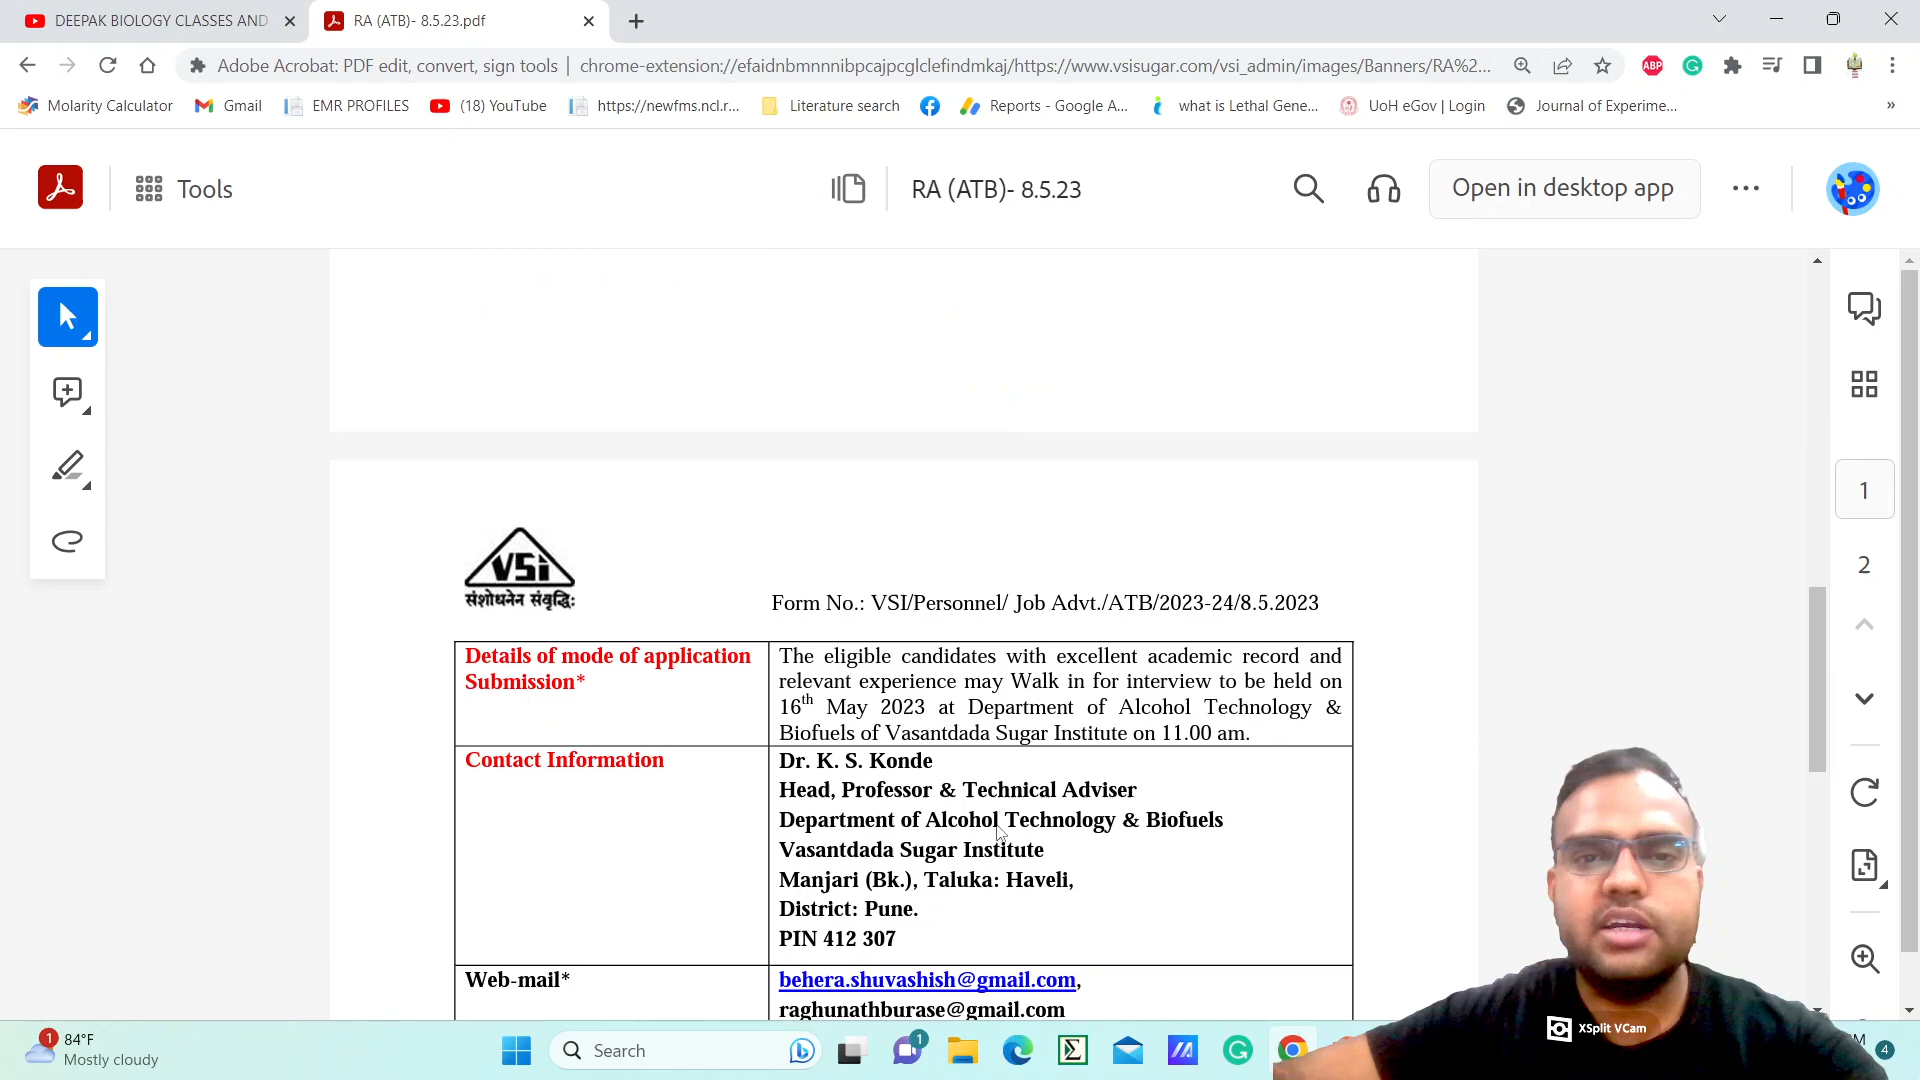 DEEPAK BIOLOGY CLASSES AND
RA (ATB)- 8.5.23.pdf
Adobe Acrobat: PDF edit, convert, sign tools | chrome-extension://efaidnbmnnnibpcajpcglclefindmkaj/https://www.vsisugar.com/vsi_admin/images/Banners/RA%2...
ABP
Molarity Calculator
Gmail
EMR PROFILES
(18) YouTube
https://newfms.ncl.r...
Literature search
Reports - Google A...
what is Lethal Gene...
UoH eGov | Login
Journal of Experime...
Tools
RA (ATB)- 8.5.23
Open in desktop app
1
2
VSi
संशोधनेन संवृद्धिः
Form No.: VSI/Personnel/ Job Advt./ATB/2023-24/8.5.2023
Details of mode of application
Submission*
The eligible candidates with excellent academic record and
relevant experience may Walk in for interview to be held on
16th May 2023 at Department of Alcohol Technology &
Biofuels of Vasantdada Sugar Institute on 11.00 am.
Contact Information
Dr. K. S. Konde
Head, Professor & Technical Adviser
Department of Alcohol Technology & Biofuels
Vasantdada Sugar Institute
Manjari (Bk.), Taluka: Haveli,
District: Pune.
PIN 412 307
Web-mail*
behera.shuvashish@gmail.com,
raghunathburase@gmail.com
XSplit VCam
1
84°F
Mostly cloudy
Search
1
4